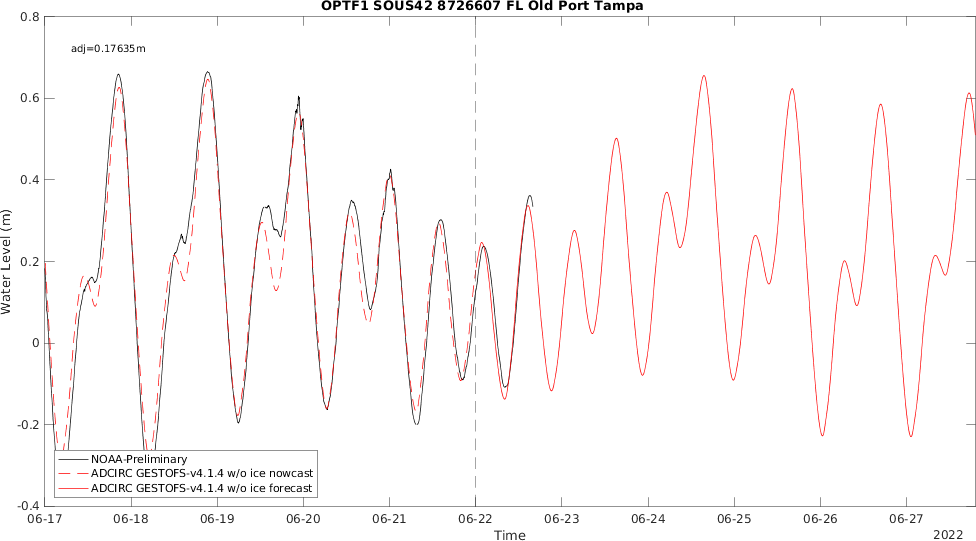 OPTF1 SOUS42 8726607 FL Old Port Tampa
0.8
adj=0.17635m
0.6
0.4
0.2
0
-0.2
-0.4
Water Level (m)
NOAA-Preliminary
ADCIRC GESTOFS-v4.1.4 w/o ice nowcast
ADCIRC GESTOFS-v4.1.4 w/o ice forecast
06-17 06-18 06-19 06-20 06-21 06-22 06-23 06-24 06-25 06-26 06-27
Time
2022